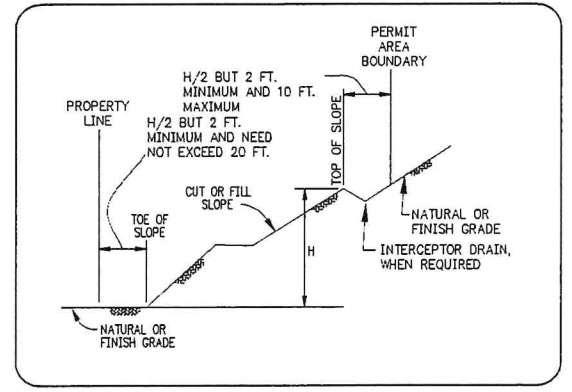 PERMIT
AREA
BOUNDARY
H/2 BUT 2 FT.
MINIMUM AND 10 FT.
MAXIMUM
PROPERTY
LINE
H/2 BUT 2 FT.
MINIMUM AND NEED
NOT EXCEED 20 FT.
TOP OF SLOPE
CUT OR FILL
SLOPE
TOE OF
SLOPE
H
NATURAL OR
FINISH GRADE
INTERCEPTOR DRAIN,
WHEN REQUIRED
NATURAL OR
FINISH GRADE